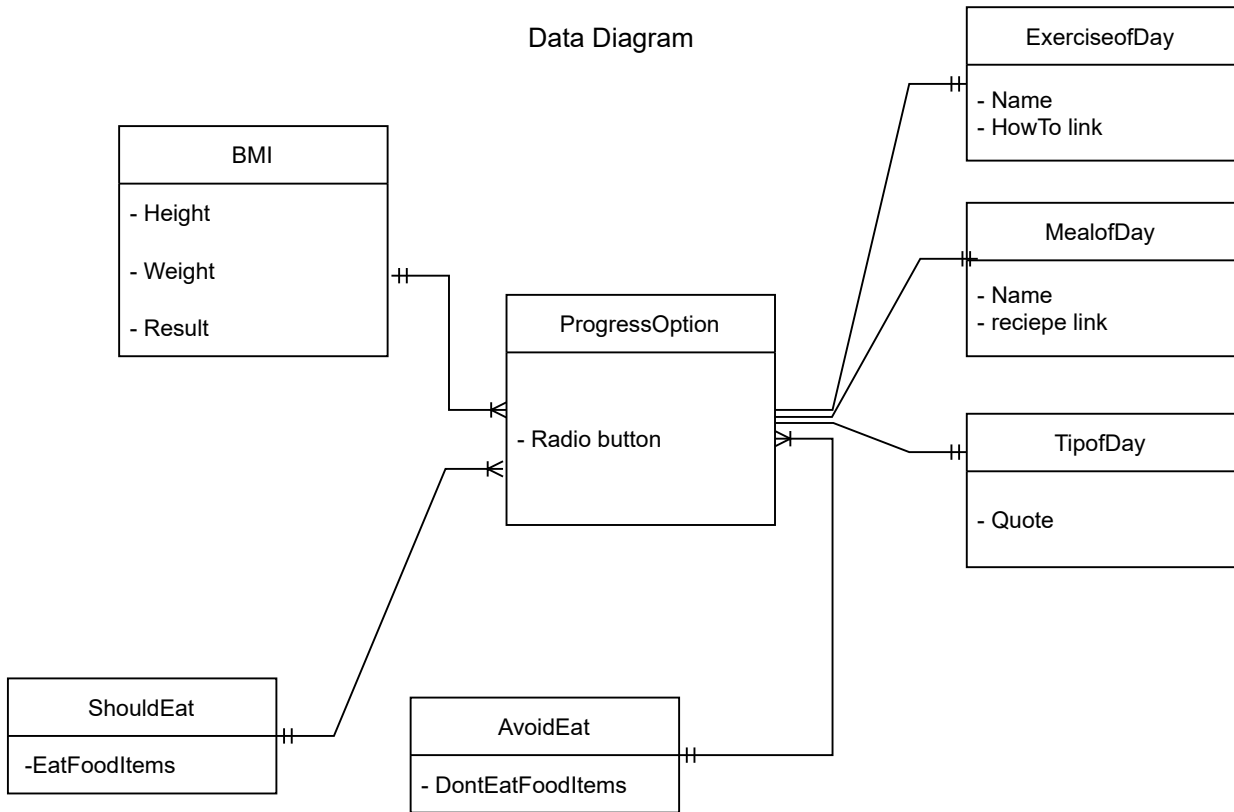 Data Diagram
ExerciseofDay
- Name
- HowTo link
BMI
- Height
- Weight
- Result
MealofDay
- Name
- reciepe link
ProgressOption
- Radio button
TipofDay
- Quote
ShouldEat
-EatFoodItems
AvoidEat
- DontEatFoodItems